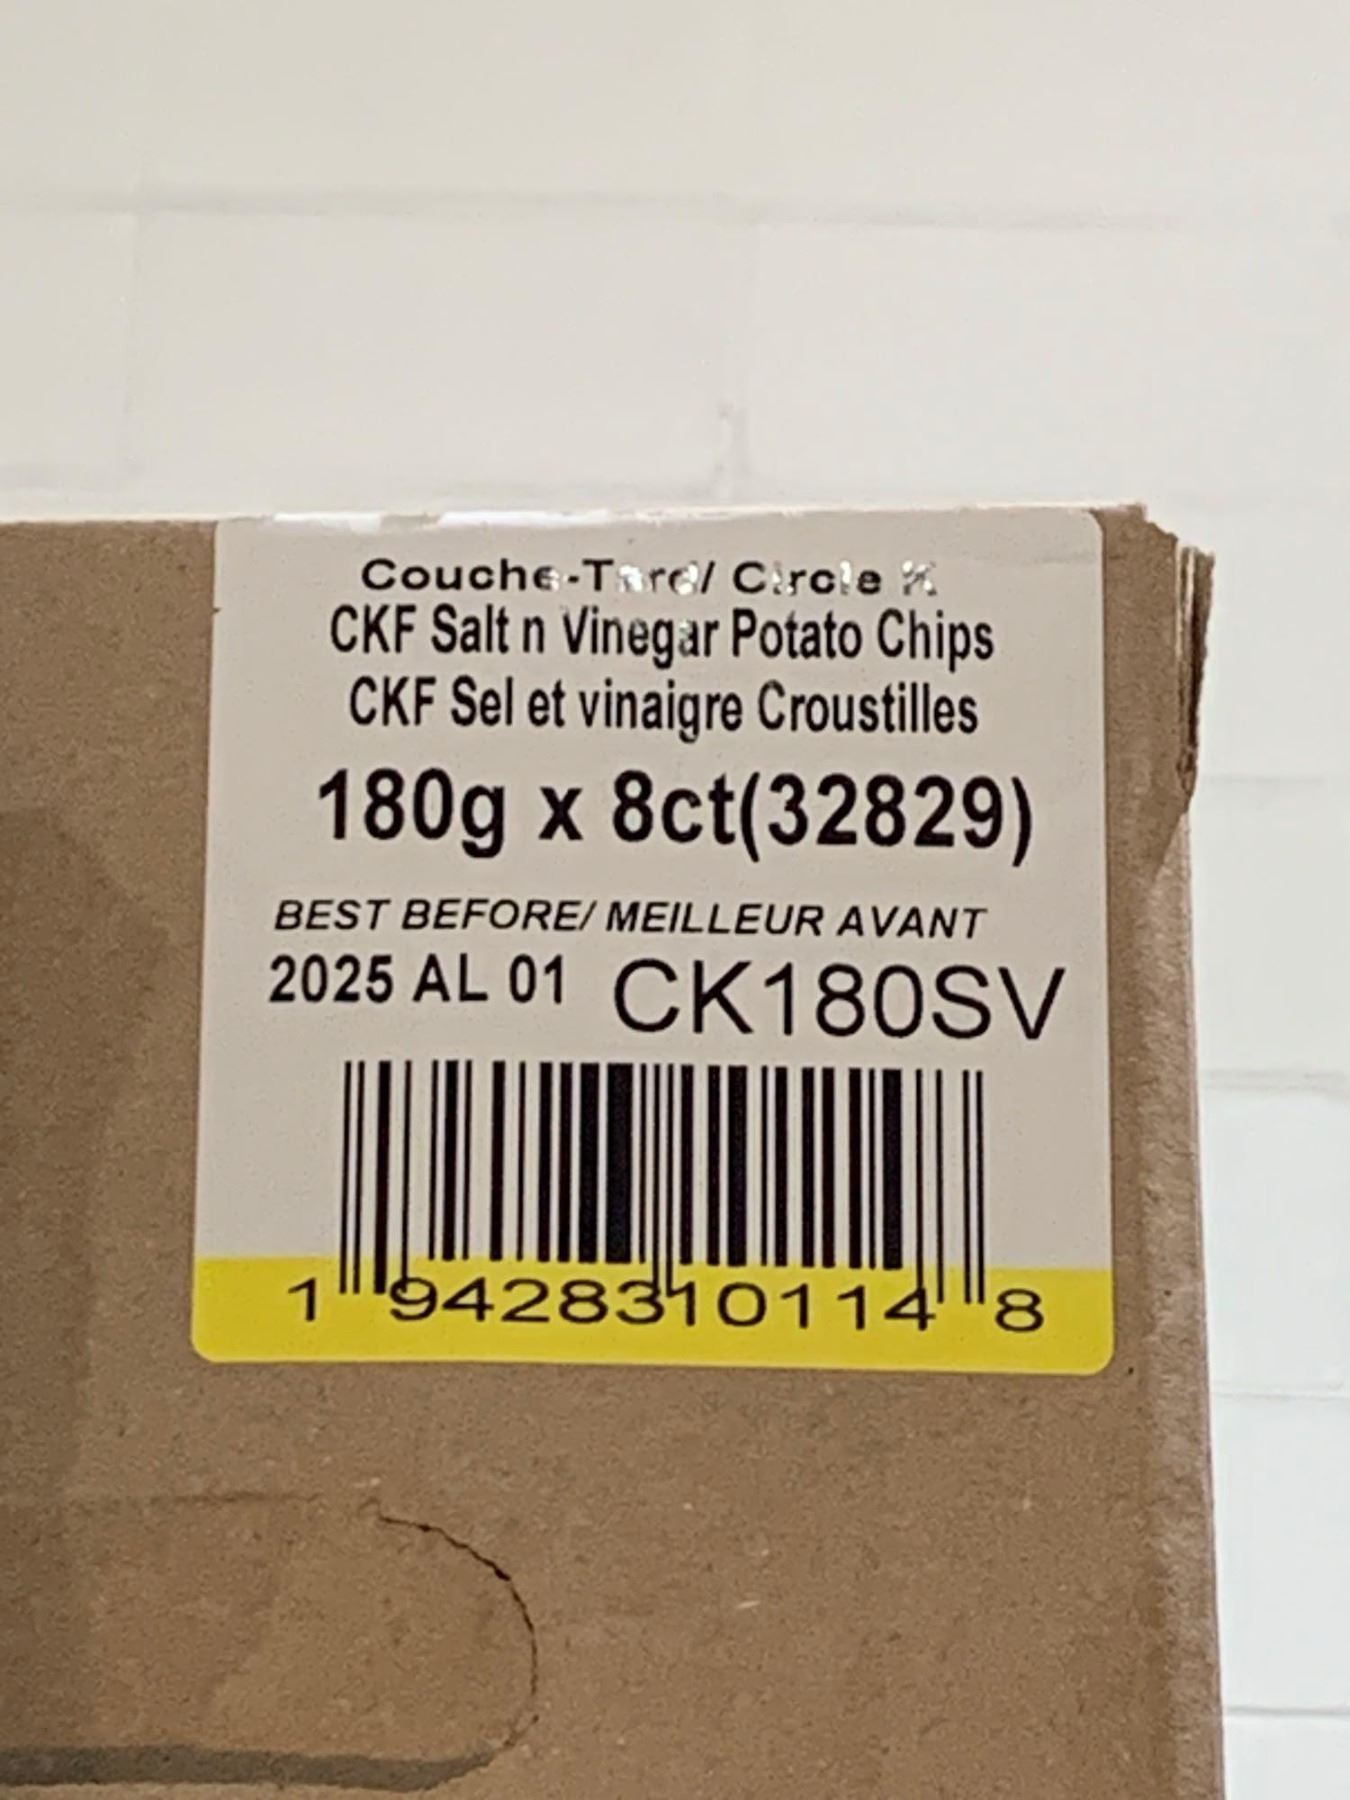 Couche-Tard/ Circle K
CKF Salt n Vinegar Potato Chips
CKF Sel et vinaigre Croustilles
180g x 8ct(32829)
BEST BEFORE/ MEILLEUR AVANT
2025 AL 01 CK180SV
1 94283 10114 8